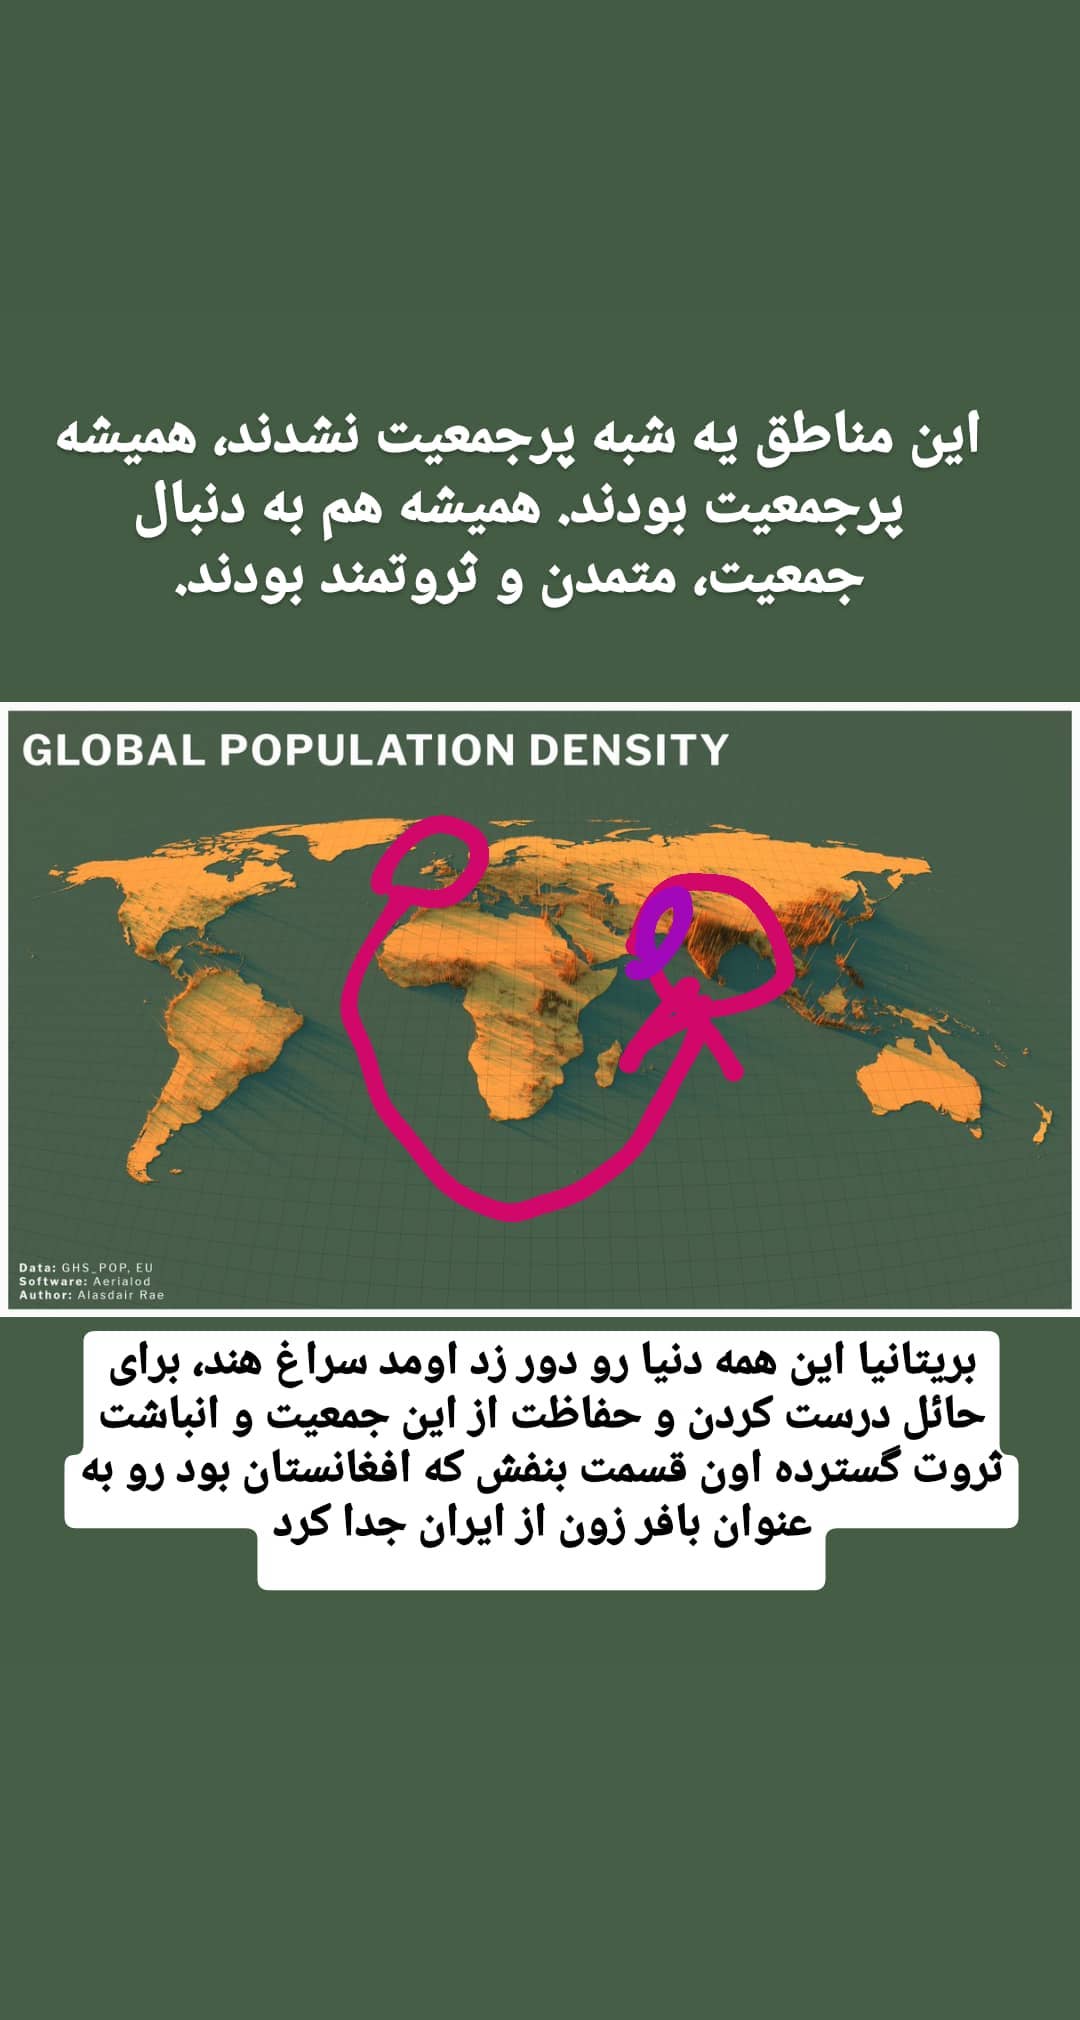 این مناطق یه شبه پرجمعیت نشدند، همیشه
پرجمعیت بودند. همیشه هم به دنبال
جمعیت، متمدن و ثروتمند بودند.
GLOBAL POPULATION DENSITY
Data: GHS_POP, EU
Software: Aerialod
Author: Alasdair Rae
بریتانیا این همه دنیا رو دور زد اومد سراغ هند، برای
حائل درست کردن و حفاظت از این جمعیت و انباشت
ثروت گسترده اون قسمت بنفش که افغانستان بود رو به
عنوان بافر زون از ایران جدا کرد